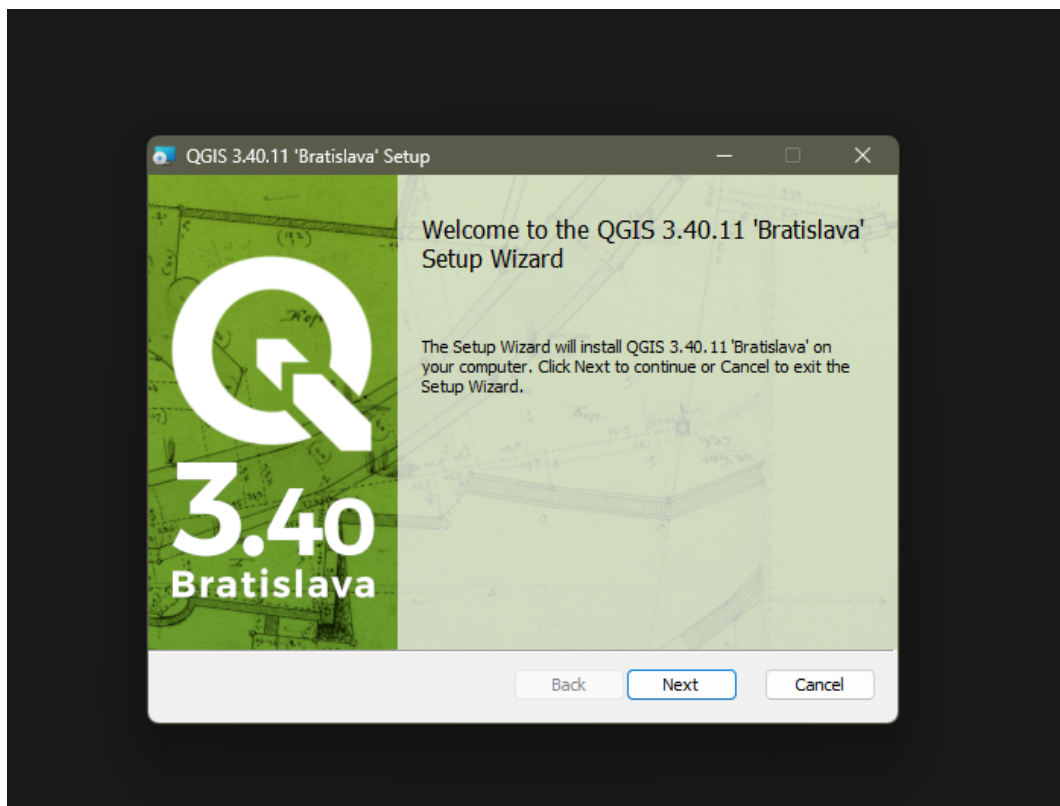 QGIS 3.40.11 'Bratislava' Setup
Welcome to the QGIS 3.40.11 'Bratislava'
Setup Wizard
The Setup Wizard will install QGIS 3.40.11 'Bratislava' on
your computer. Click Next to continue or Cancel to exit the
Setup Wizard.
3.40
Bratislava
Back
Next
Cancel